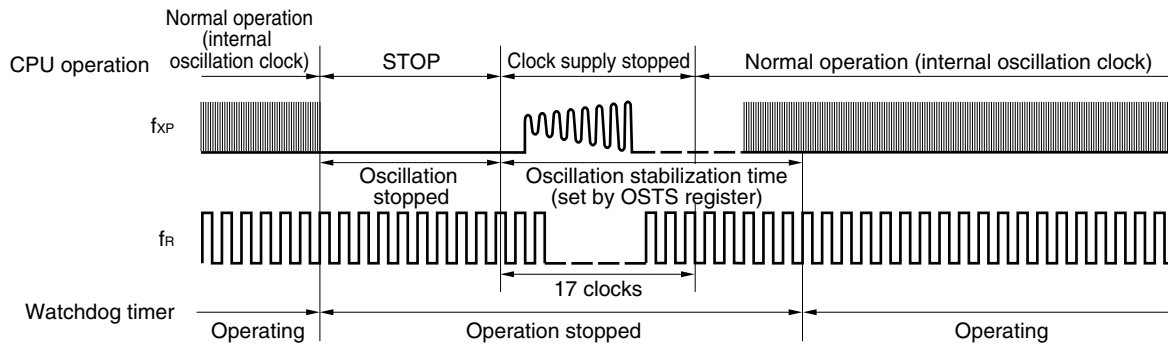 Normal operation
(internal
oscillation clock)
CPU operation
STOP
Clock supply stopped
Normal operation (internal oscillation clock)
fXP
Oscillation
stopped
Oscillation stabilization time
(set by OSTS register)
fR
17 clocks
Watchdog timer
Operating
Operation stopped
Operating